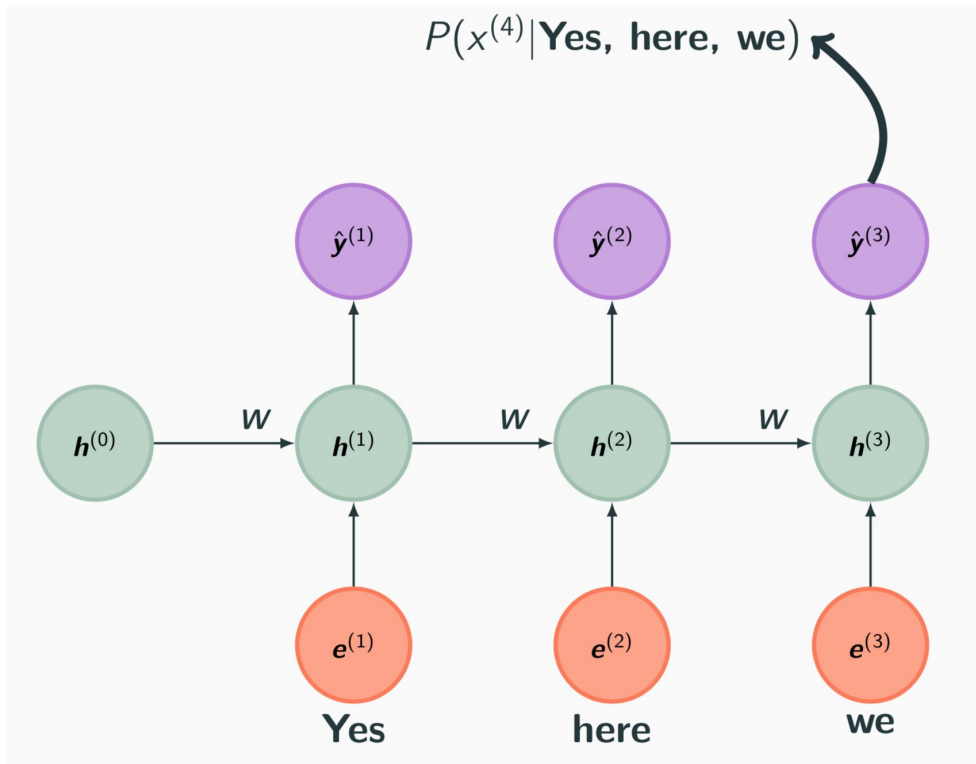 P(x^(4)|Yes, here, we)
ŷ^(1) ŷ^(2) ŷ^(3)
W W W
h^(0) h^(1) h^(2) h^(3)
e^(1) e^(2) e^(3)
Yes here we